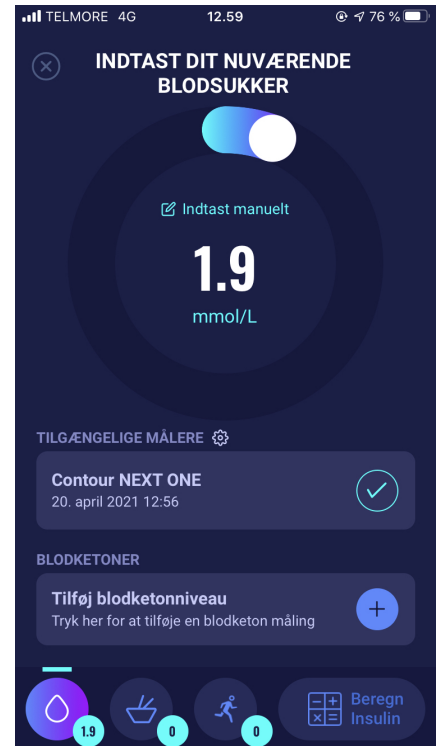 TELMORE 4G 12.59 76 %
INDTAST DIT NUVÆRENDE
BLODSUKKER
Indtast manuelt
1.9
mmol/L
TILGÆNGELIGE MÅLERE
Contour NEXT ONE
20. april 2021 12:56
BLODKETONER
Tilføj blodketonniveau
Tryk her for at tilføje en blodketon måling
1.9
0
0
Beregn
Insulin